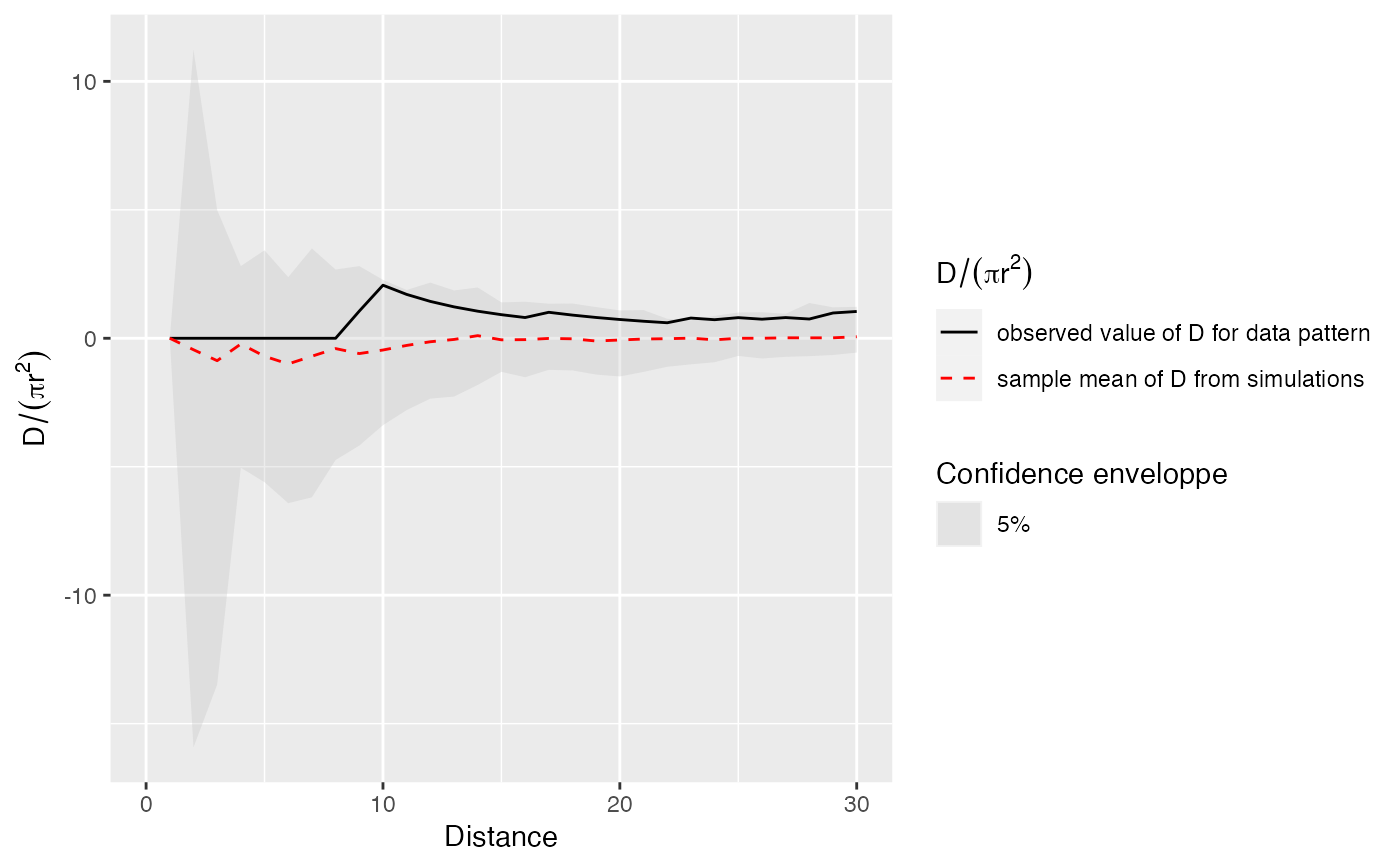 D/(πr²)
10
0
-10
0
10
20
30
Distance
D/(πr²)
observed value of D for data pattern
sample mean of D from simulations
Confidence enveloppe
5%